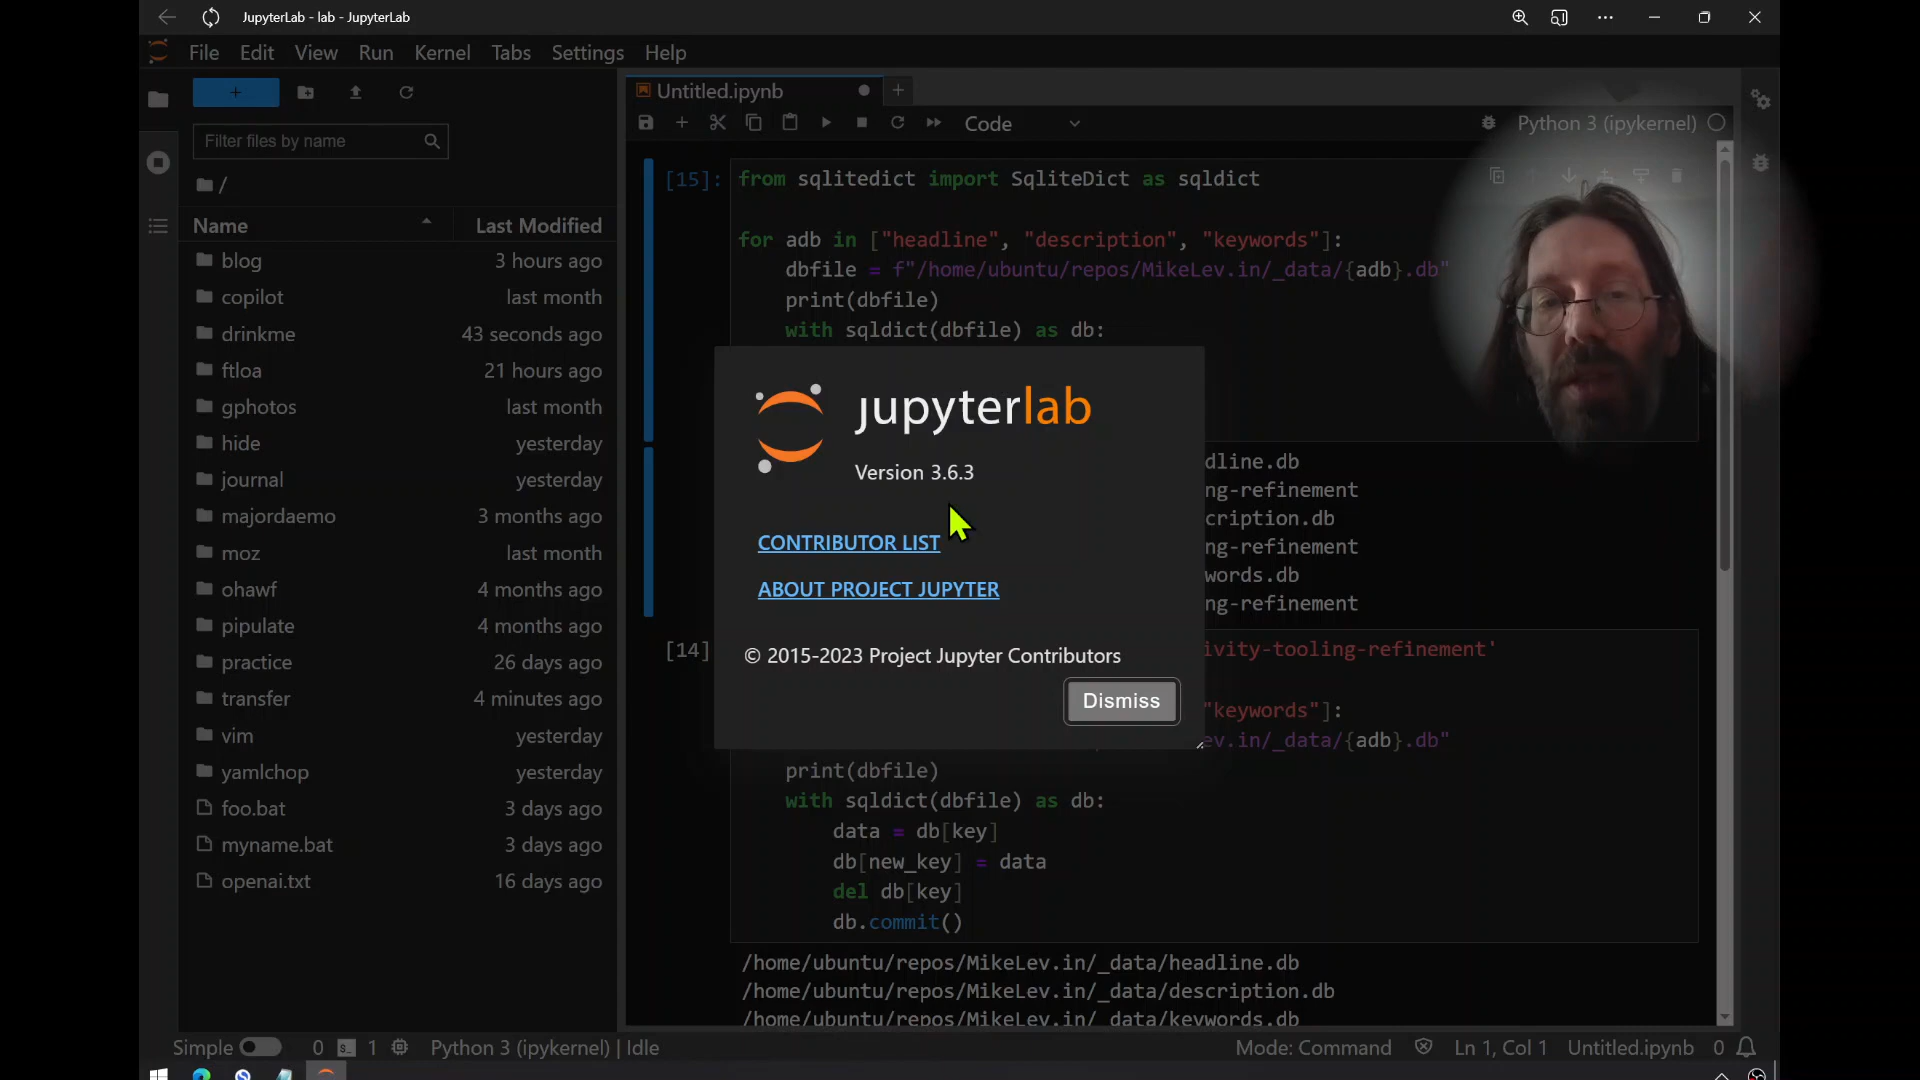 JupyterLab - lab - JupyterLab
File Edit View Run Kernel Tabs Settings Help
+
Filter files by name
/
Name Last Modified
blog 3 hours ago
copilot last month
drinkme 43 seconds ago
ftloa 21 hours ago
gphotos last month
hide yesterday
journal yesterday
majordaemo 3 months ago
moz last month
ohawf 4 months ago
pipulate 4 months ago
practice 26 days ago
transfer 4 minutes ago
vim yesterday
yamlchop yesterday
foo.bat 3 days ago
myname.bat 3 days ago
openai.txt 16 days ago
Untitled.ipynb
Code Python 3 (ipykernel)
[15]: from sqlitedict import SqliteDict as sqldict
for adb in ["headline", "description", "keywords"]:
dbfile = f"/home/ubuntu/repos/MikeLev.in/_data/{adb}.db"
print(dbfile)
with sqldict(dbfile) as db:
jupyterlab
Version 3.6.3
CONTRIBUTOR LIST
ABOUT PROJECT JUPYTER
© 2015-2023 Project Jupyter Contributors
Dismiss
dline.db
ng-refinement
cription.db
ng-refinement
words.db
ng-refinement
[14] ivity-tooling-refinement'
"keywords"]:
ev.in/_data/{adb}.db"
print(dbfile)
with sqldict(dbfile) as db:
data = db[key]
db[new_key] = data
del db[key]
db.commit()
/home/ubuntu/repos/MikeLev.in/_data/headline.db
/home/ubuntu/repos/MikeLev.in/_data/description.db
/home/ubuntu/repos/MikeLev.in/_data/keywords.db
Simple 0 1 Python 3 (ipykernel) | Idle Mode: Command Ln 1, Col 1 Untitled.ipynb 0